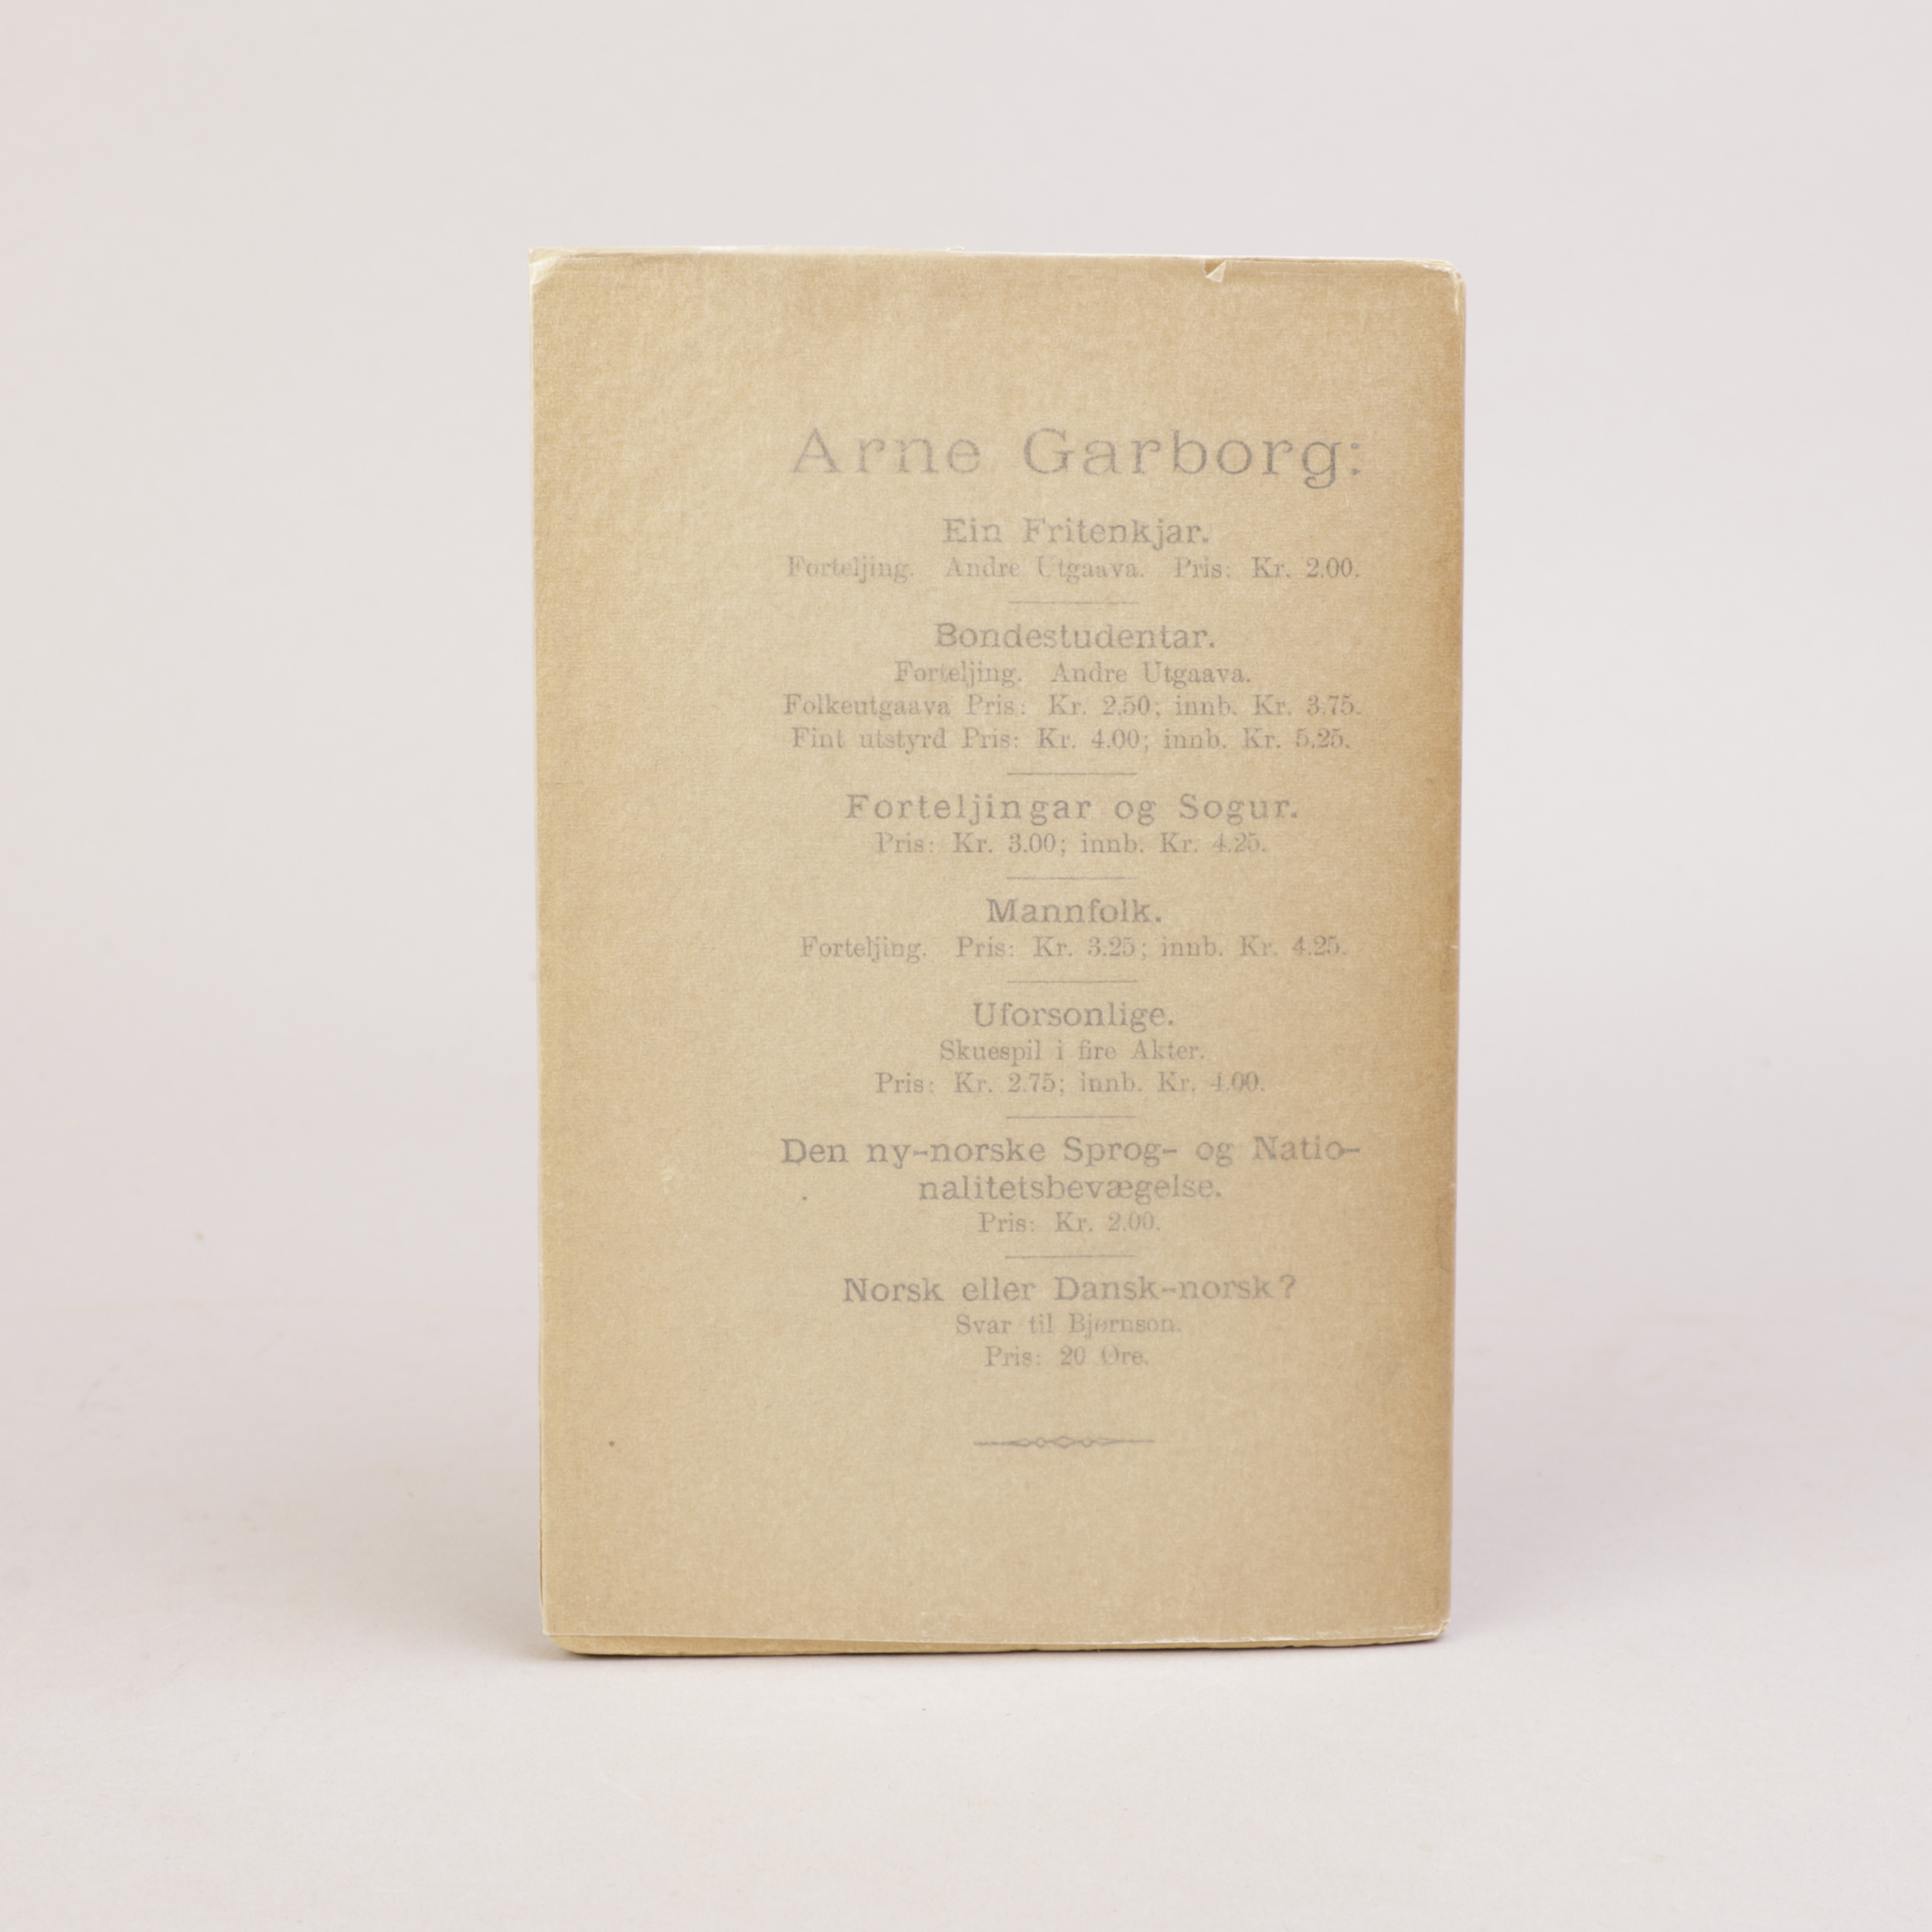 Arne Garborg:
Ein Fritenkjar.
Forteljing. Andre Utgaava. Pris: Kr. 2.00.
Bondestudentar.
Forteljing. Andre Utgaava.
Folkeutgaava Pris: Kr. 2.50; innb. Kr. 3.75.
Fint utstyrd Pris: Kr. 4.00; innb. Kr. 5.25.
Forteljingar og Sogur.
Pris: Kr. 3.00; innb. Kr. 4.25.
Mannfolk.
Forteljing. Pris: Kr. 3.25; innb. Kr. 4.25.
Uforsonlige.
Skuespil i fire Akter.
Pris: Kr. 2.75; innb. Kr. 4.00.
Den ny-norske Sprog- og Natio-
nalitetsbevægelse.
Pris: Kr. 2.00.
Norsk eller Dansk-norsk?
Svar til Bjørnson.
Pris: 20 Øre.